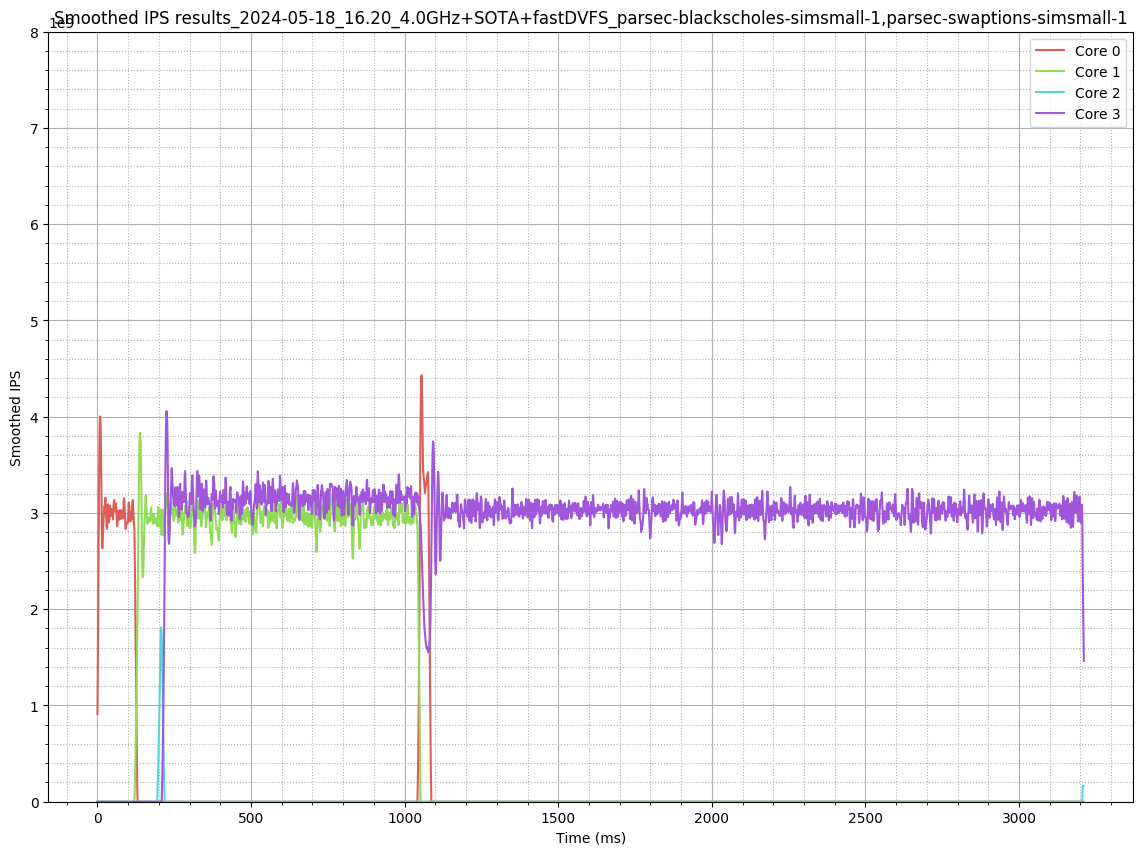 Smoothed IPS results_2024-05-18_16.20_4.0GHz+SOTA+fastDVFS_parsec-blackscholes-simsmall-1,parsec-swaptions-simsmall-1
1e9
8
7
6
5
4
3
2
1
0
Smoothed IPS
Core 0
Core 1
Core 2
Core 3
0 500 1000 1500 2000 2500 3000
Time (ms)